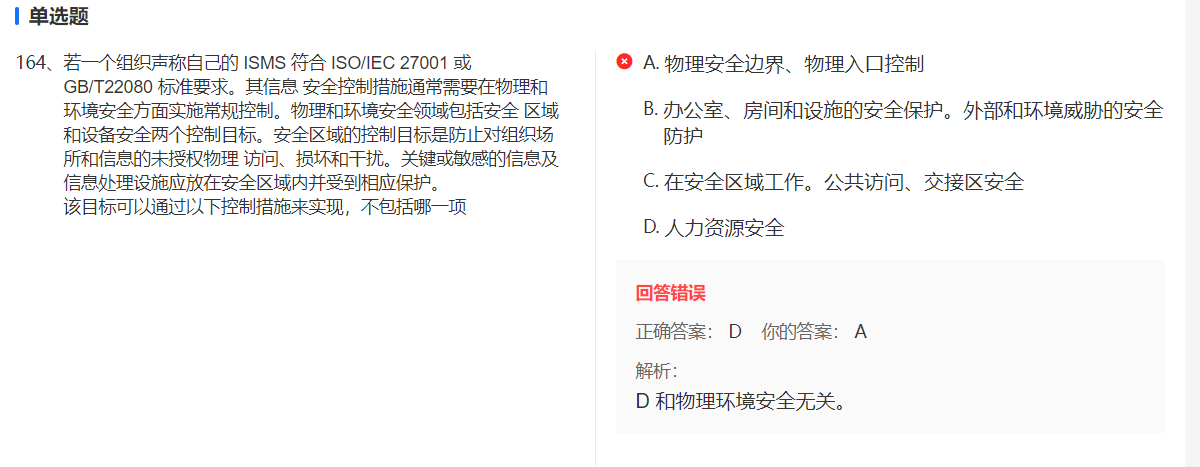 单选题
164、若一个组织声称自己的 ISMS 符合 ISO/IEC 27001 或
GB/T22080 标准要求。其信息 安全控制措施通常需要在物理和
环境安全方面实施常规控制。物理和环境安全领域包括安全 区域
和设备安全两个控制目标。安全区域的控制目标是防止对组织场
所和信息的未授权物理 访问、损坏和干扰。关键或敏感的信息及
信息处理设施应放在安全区域内并受到相应保护。
该目标可以通过以下控制措施来实现，不包括哪一项
A. 物理安全边界、物理入口控制
B. 办公室、房间和设施的安全保护。外部和环境威胁的安全
防护
C. 在安全区域工作。公共访问、交接区安全
D. 人力资源安全
回答错误
正确答案： D 你的答案： A
解析：
D 和物理环境安全无关。